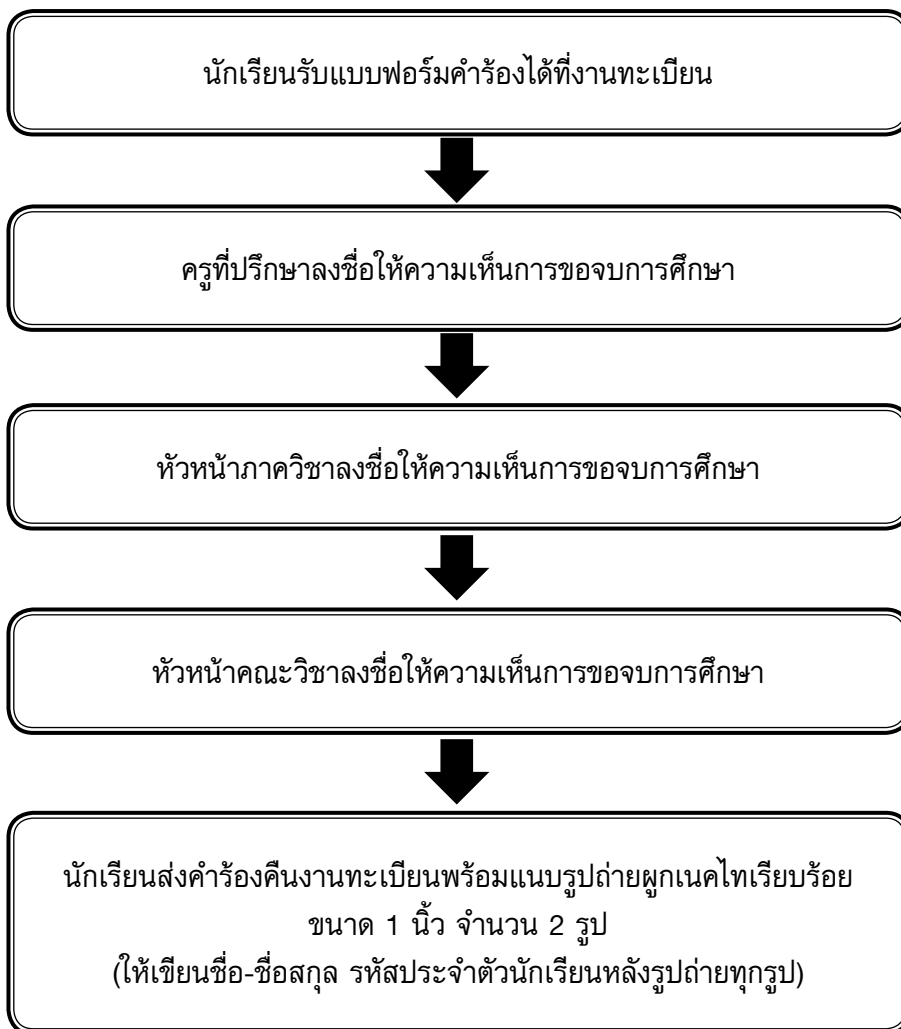 นักเรียนรับแบบฟอร์มคำร้องได้ที่งานทะเบียน
ครูที่ปรึกษาลงชื่อให้ความเห็นการขอจบการศึกษา
หัวหน้าภาควิชาลงชื่อให้ความเห็นการขอจบการศึกษา
หัวหน้าคณะวิชาลงชื่อให้ความเห็นการขอจบการศึกษา
นักเรียนส่งคำร้องคืนงานทะเบียนพร้อมแนบรูปถ่ายผูกเนคไทเรียบร้อย
ขนาด 1 นิ้ว จำนวน 2 รูป
(ให้เขียนชื่อ-ชื่อสกุล รหัสประจำตัวนักเรียนหลังรูปถ่ายทุกรูป)